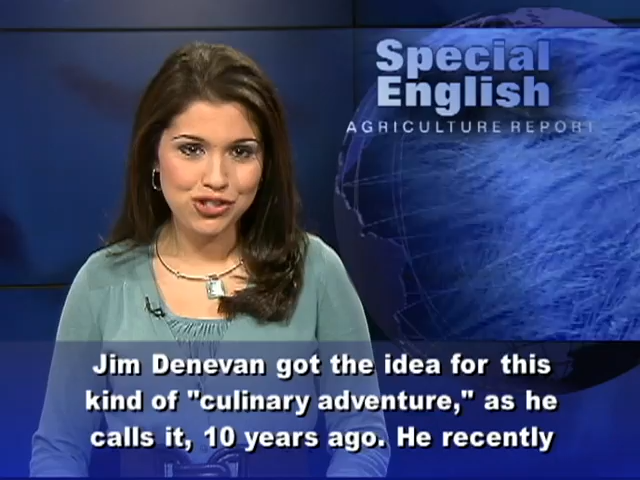 Special
English
AGRICULTURE REPORT
Jim Denevan got the idea for this
kind of "culinary adventure," as he
calls it, 10 years ago. He recently